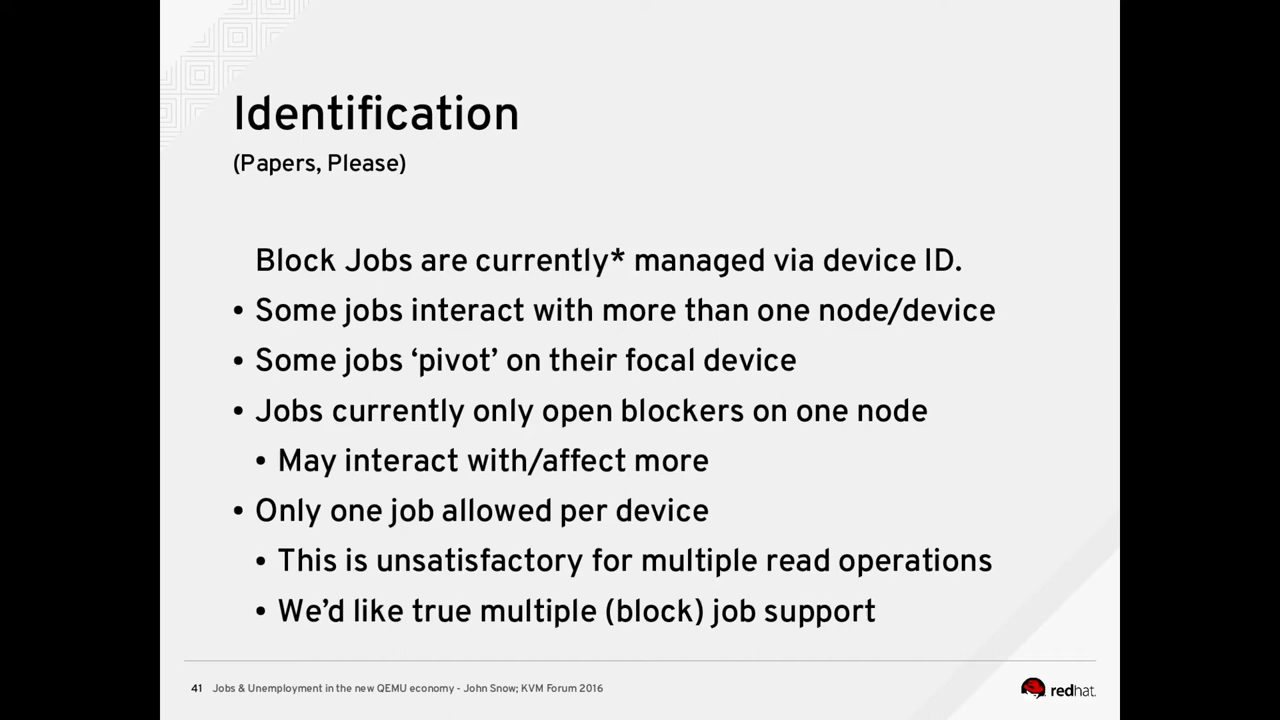 Identification
(Papers, Please)
Block Jobs are currently* managed via device ID.
• Some jobs interact with more than one node/device
• Some jobs ‘pivot’ on their focal device
• Jobs currently only open blockers on one node
• May interact with/affect more
• Only one job allowed per device
• This is unsatisfactory for multiple read operations
• We’d like true multiple (block) job support
41 Jobs & Unemployment in the new QEMU economy - John Snow; KVM Forum 2016
redhat.